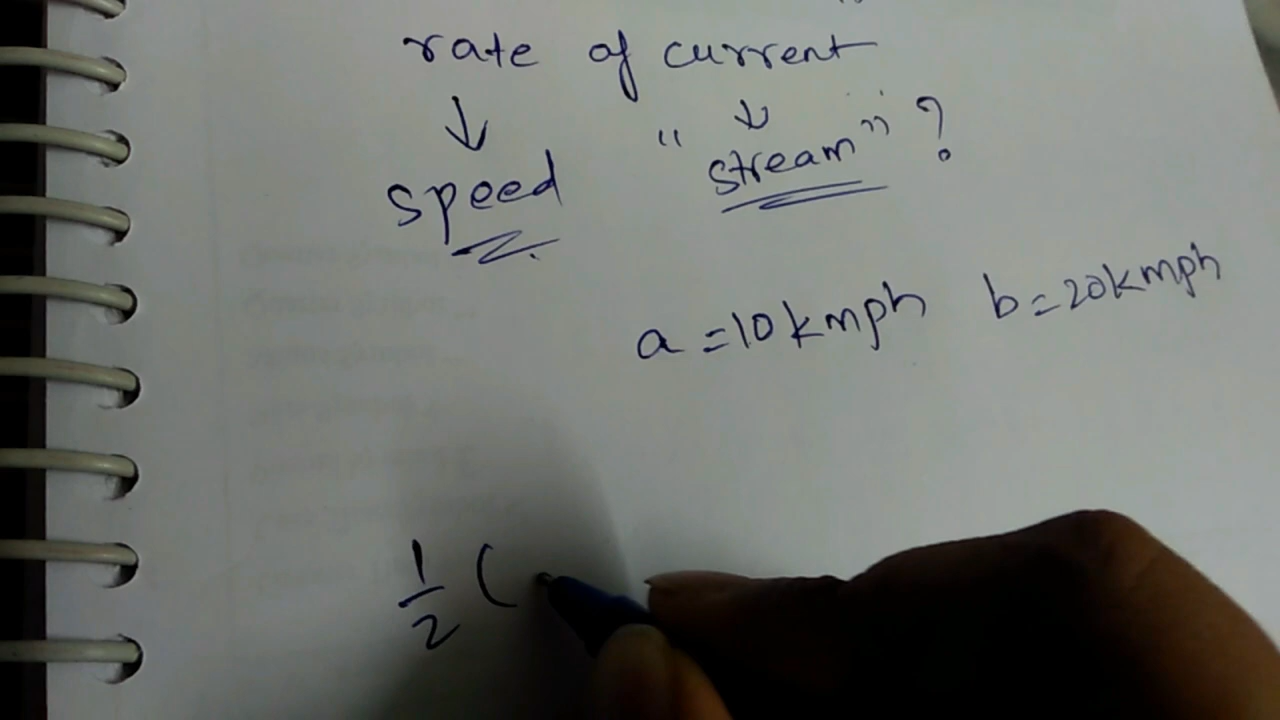 rate of current
↓ ↓
speed "stream" ?
a = 10 kmph b = 20 kmph
1/2 (